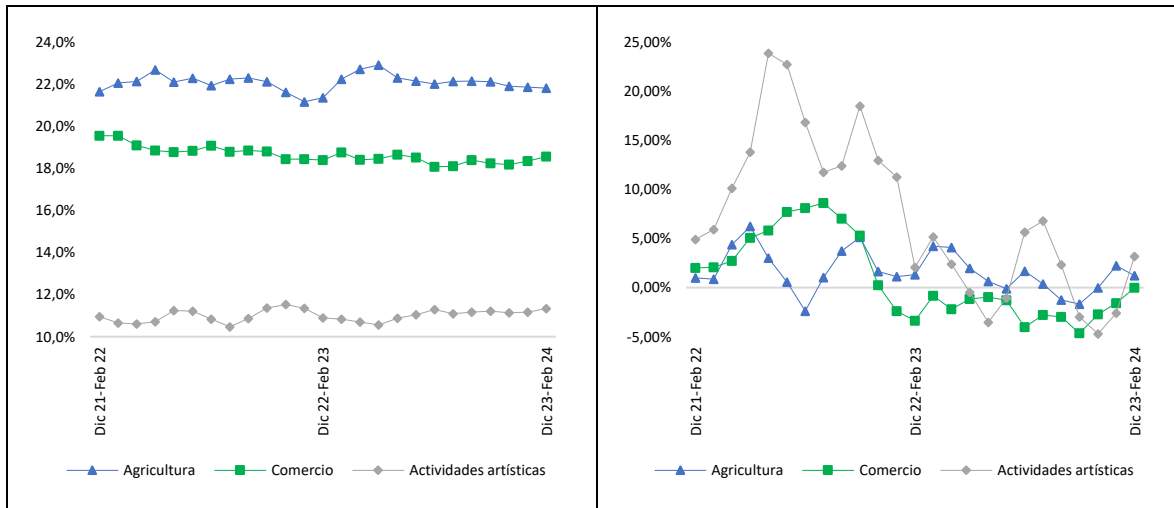 24,0%
22,0%
20,0%
18,0%
16,0%
14,0%
12,0%
10,0%
Dic 21-Feb 22
Dic 22-Feb 23
Dic 23-Feb 24
Agricultura Comercio Actividades artísticas
25,00%
20,00%
15,00%
10,00%
5,00%
0,00%
-5,00%
Dic 21-Feb 22
Dic 22-Feb 23
Dic 23-Feb 24
Agricultura Comercio Actividades artísticas